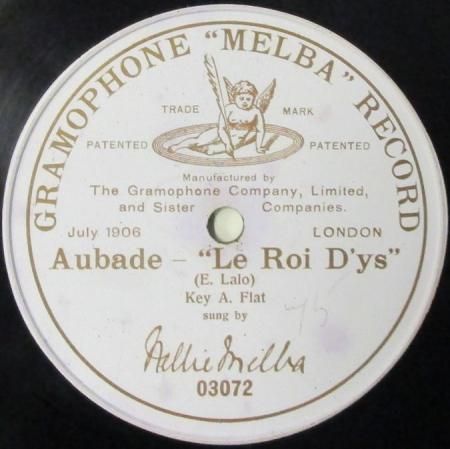 GRAMOPHONE "MELBA" RECORD
TRADE MARK
PATENTED PATENTED
Manufactured by
The Gramophone Company, Limited,
and Sister Companies.
July 1906 LONDON
Aubade - "Le Roi D'ys"
(E. Lalo)
Key A. Flat
sung by
Nellie Melba
03072